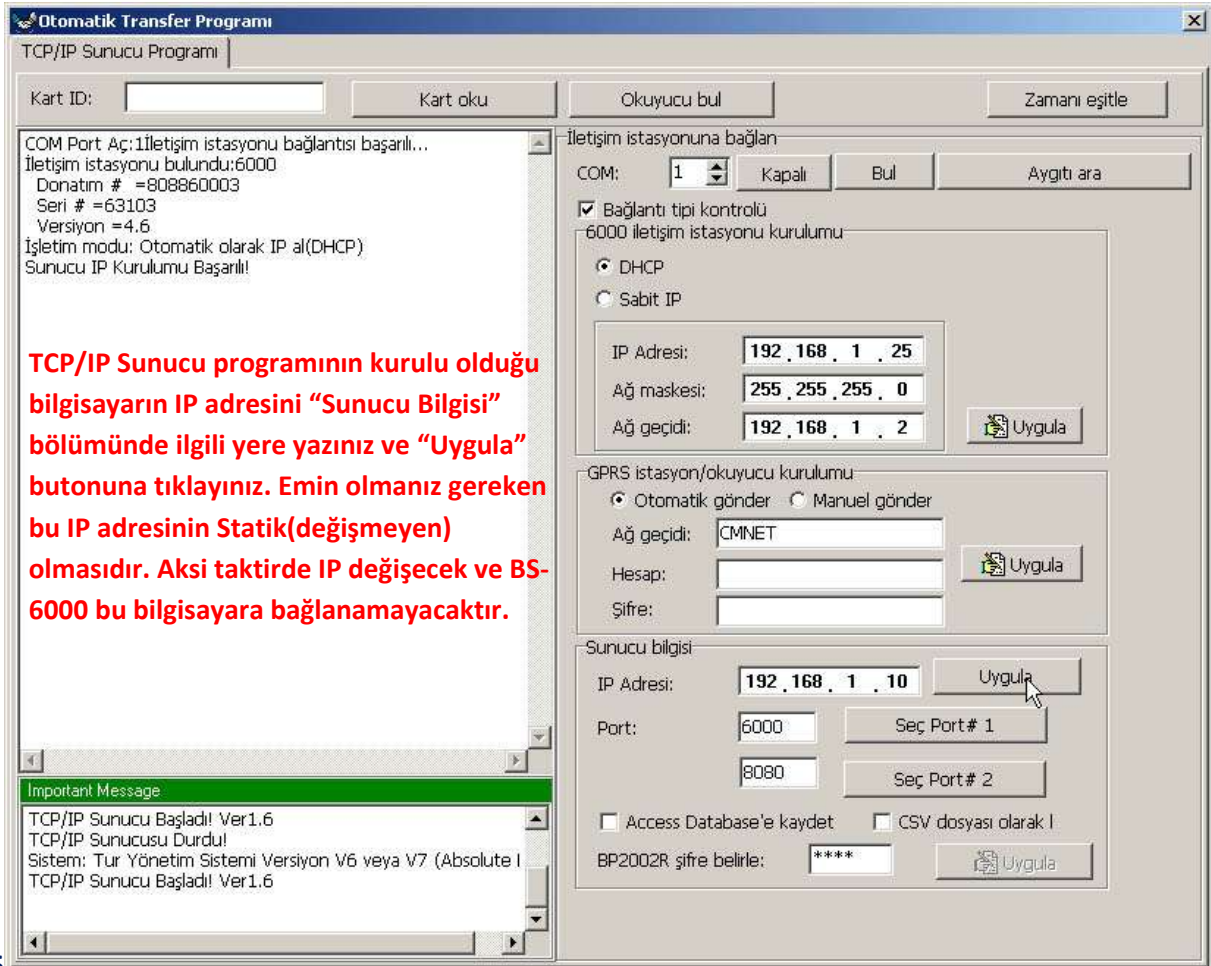 Otomatik Transfer Programı
TCP/IP Sunucu Programı
Kart ID:
Kart oku
Okuyucu bul
Zamanı eşitle
COM Port Aç:1İletişim istasyonu bağlantısı başarılı...
İletişim istasyonu bulundu:6000
Donatım # =808860003
Seri # =63103
Versiyon =4.6
İşletim modu: Otomatik olarak IP al(DHCP)
Sunucu IP Kurulumu Başarılı!
TCP/IP Sunucu programının kurulu olduğu
bilgisayarın IP adresini “Sunucu Bilgisi”
bölümünde ilgili yere yazınız ve “Uygula”
butonuna tıklayınız. Emin olmanız gereken
bu IP adresinin Statik(değişmeyen)
olmasıdır. Aksi taktirde IP değişecek ve BS-
6000 bu bilgisayara bağlanamayacaktır.
Important Message
TCP/IP Sunucu Başladı! Ver1.6
TCP/IP Sunucusu Durdu!
Sistem: Tur Yönetim Sistemi Versiyon V6 veya V7 (Absolute I
TCP/IP Sunucu Başladı! Ver1.6
İletişim istasyonuna bağlan
COM: 1 Kapalı Bul Aygıtı ara
Bağlantı tipi kontrolü
6000 iletişim istasyonu kurulumu
DHCP
Sabit IP
IP Adresi: 192 . 168 . 1 . 25
Ağ maskesi: 255 . 255 . 255 . 0
Ağ geçidi: 192 . 168 . 1 . 2 Uygula
GPRS istasyon/okuyucu kurulumu
Otomatik gönder Manuel gönder
Ağ geçidi: CMNET
Hesap: Uygula
Şifre:
Sunucu bilgisi
IP Adresi: 192 . 168 . 1 . 10 Uygula
Port: 6000 Seç Port# 1
8080 Seç Port# 2
Access Database'e kaydet CSV dosyası olarak l
BP2002R şifre belirle: **** Uygula